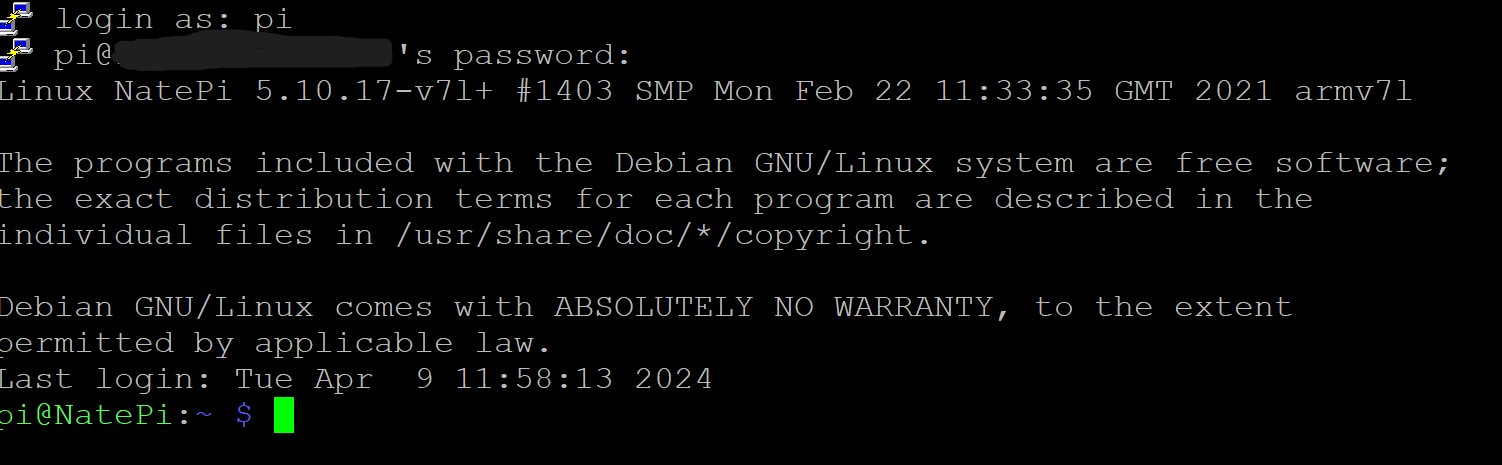 login as: pi
pi@'s password:
Linux NatePi 5.10.17-v7l+ #1403 SMP Mon Feb 22 11:33:35 GMT 2021 armv7l
The programs included with the Debian GNU/Linux system are free software;
the exact distribution terms for each program are described in the
individual files in /usr/share/doc/*/copyright.
Debian GNU/Linux comes with ABSOLUTELY NO WARRANTY, to the extent
permitted by applicable law.
Last login: Tue Apr  9 11:58:13 2024
pi@NatePi:~ $